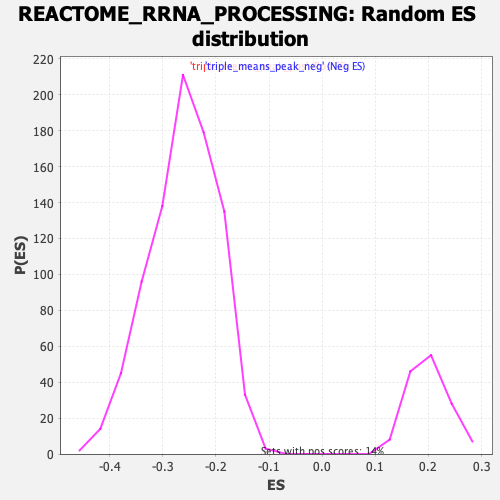 REACTOME_RRNA_PROCESSING: Random ES
distribution
'triple_means_peak_neg' (Neg ES)
220
200
180
160
140
120
100
80
60
40
20
0
P(ES)
Sets with pos scores: 14%
-0.4 -0.3 -0.2 -0.1 0.0 0.1 0.2 0.3
ES